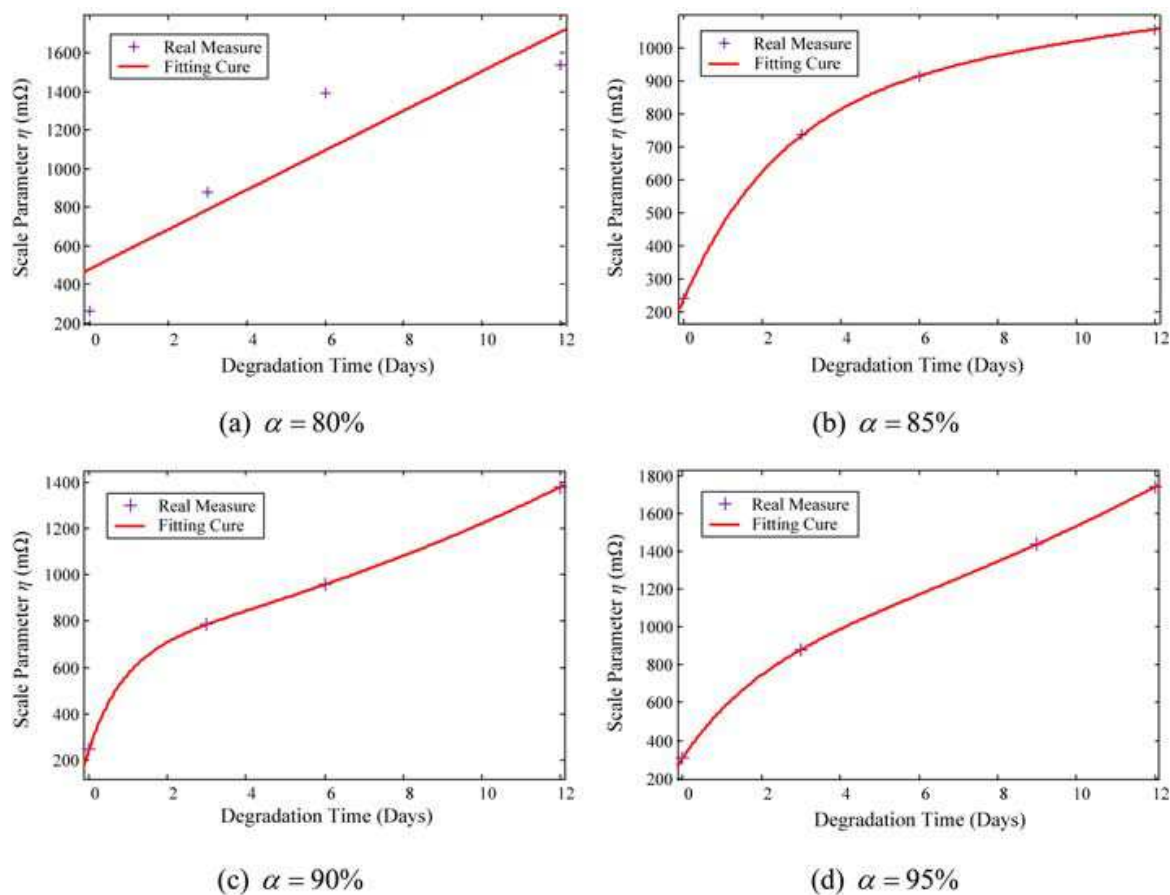 1600
1400
1200
1000
800
600
400
200
Scale Parameter η (mΩ)
Real Measure
Fitting Cure
0 2 4 6 8 10 12
Degradation Time (Days)
(a) α = 80%
1000
900
800
700
600
500
400
300
200
Scale Parameter η (mΩ)
Real Measure
Fitting Cure
0 2 4 6 8 10 12
Degradation Time (Days)
(b) α = 85%
1400
1200
1000
800
600
400
200
Scale Parameter η (mΩ)
Real Measure
Fitting Cure
0 2 4 6 8 10 12
Degradation Time (Days)
(c) α = 90%
1800
1600
1400
1200
1000
800
600
400
200
Scale Parameter η (mΩ)
Real Measure
Fitting Cure
0 2 4 6 8 10 12
Degradation Time (Days)
(d) α = 95%